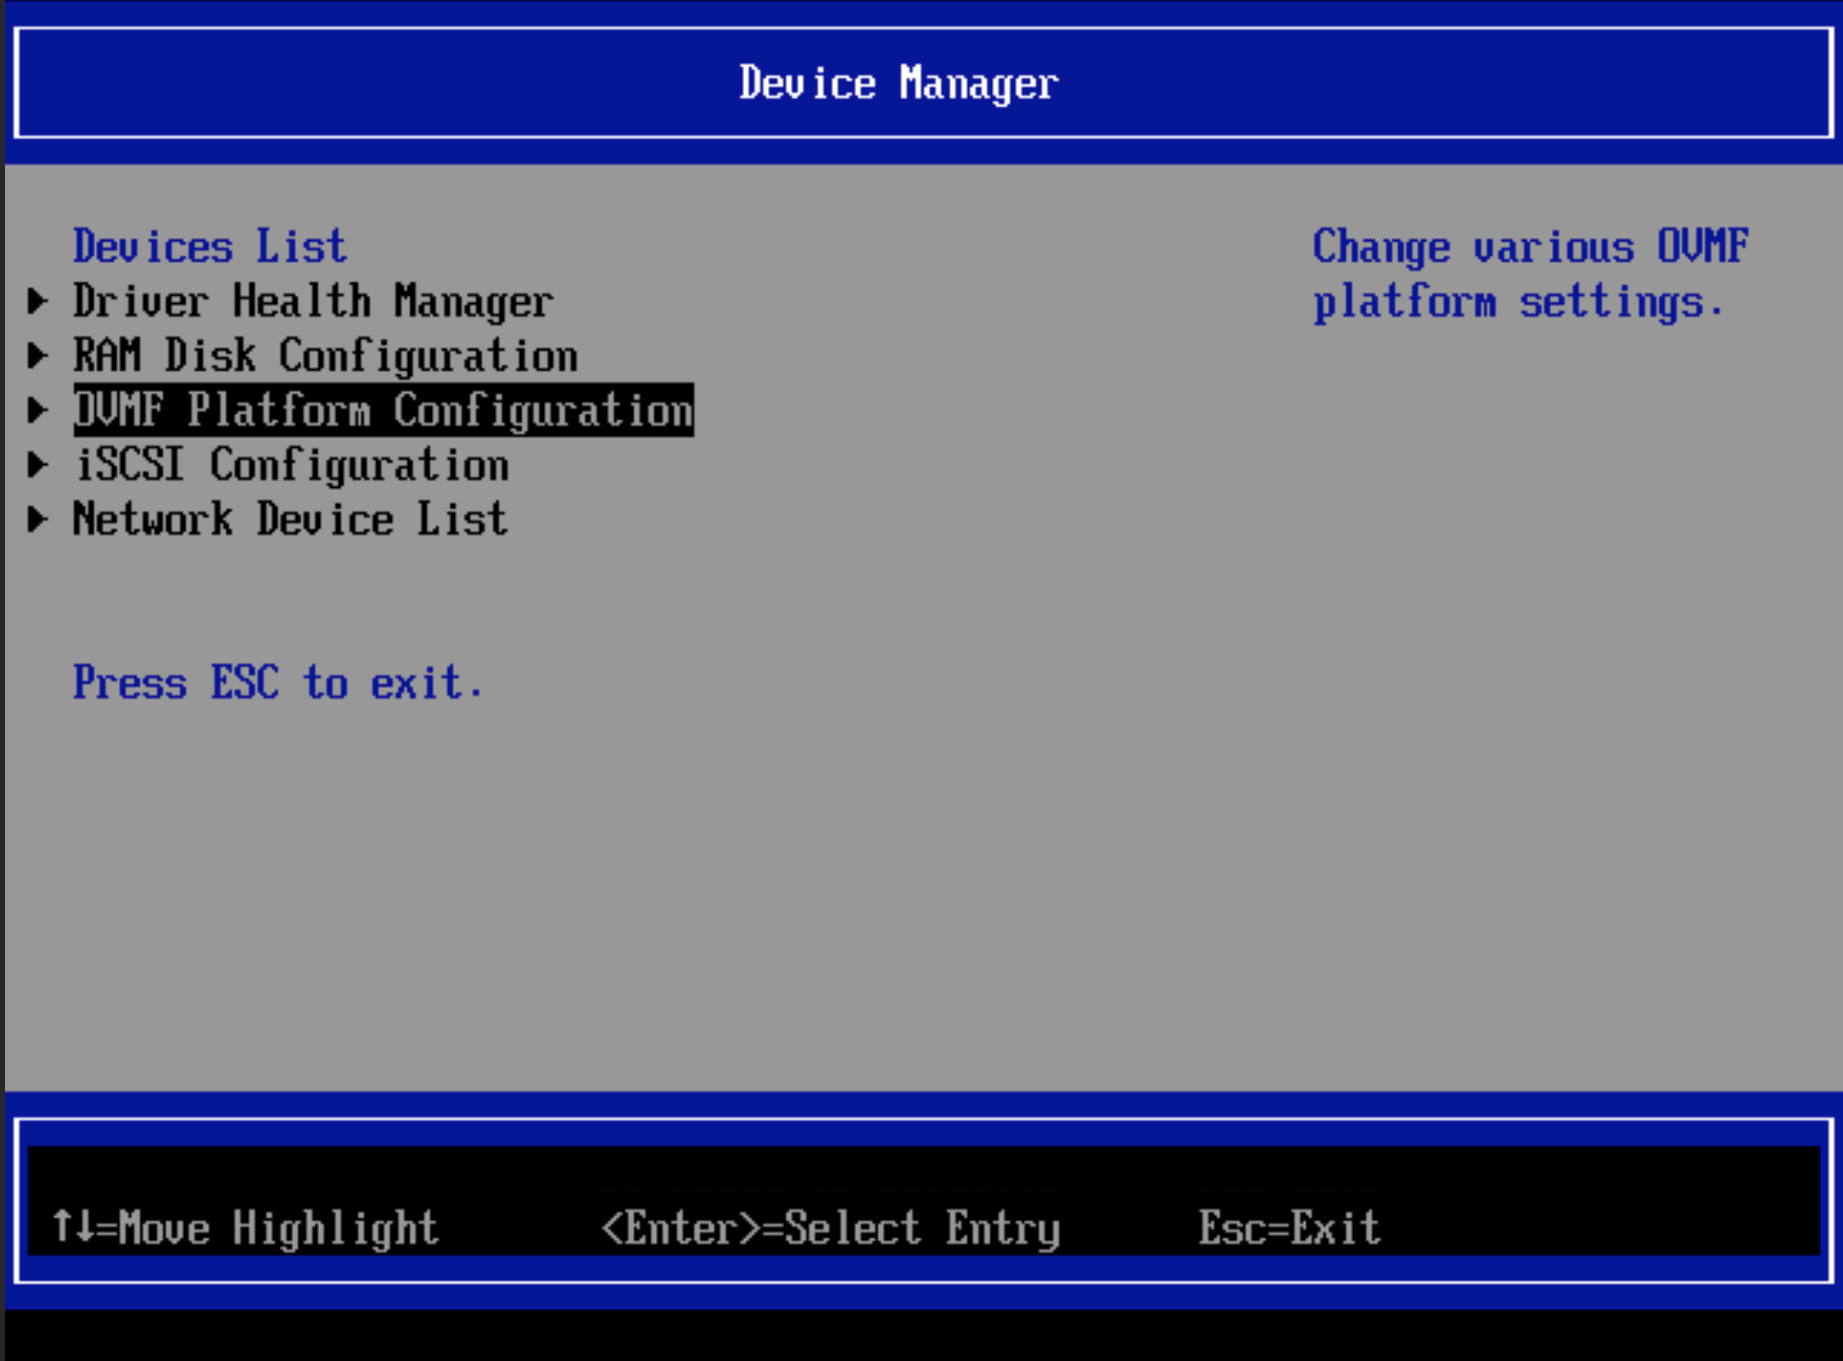 Device Manager
Devices List
Driver Health Manager
RAM Disk Configuration
OVMF Platform Configuration
iSCSI Configuration
Network Device List
Press ESC to exit.
Change various OVMF
platform settings.
↑↓=Move Highlight <Enter>=Select Entry Esc=Exit